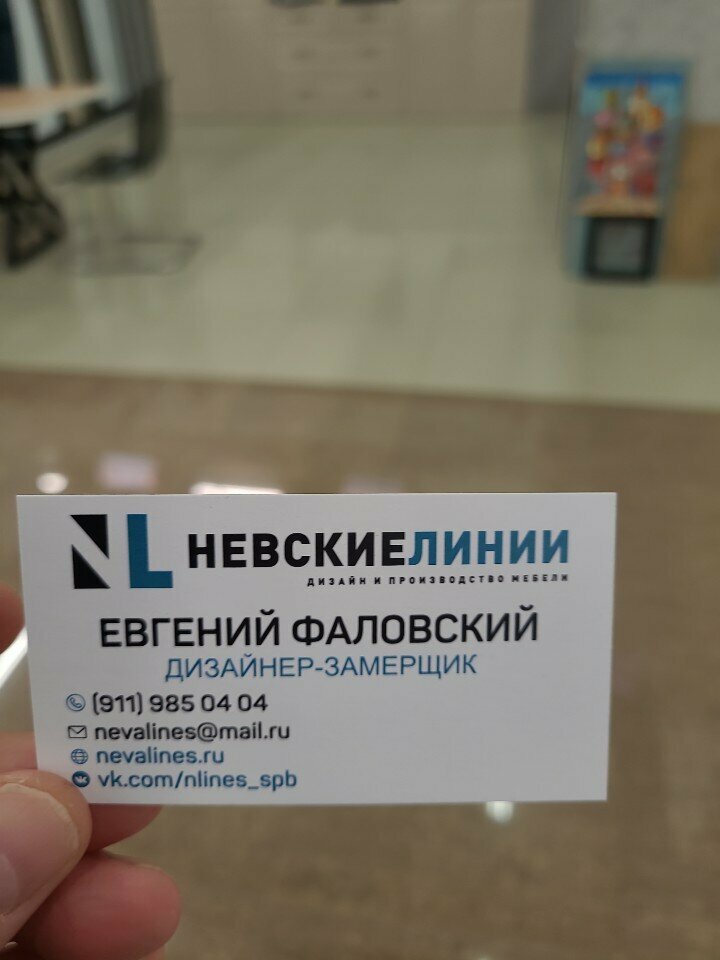 NL НЕВСКИЕЛИНИИ
ДИЗАЙН И ПРОИЗВОДСТВО МЕБЕЛИ
ЕВГЕНИЙ ФАЛОВСКИЙ
ДИЗАЙНЕР-ЗАМЕРЩИК
(911) 985 04 04
nevalines@mail.ru
nevalines.ru
vk.com/nlines_spb